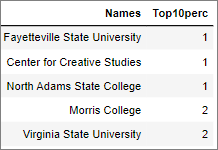 Names Top10perc
Fayetteville State University 1
Center for Creative Studies 1
North Adams State College 1
Morris College 2
Virginia State University 2